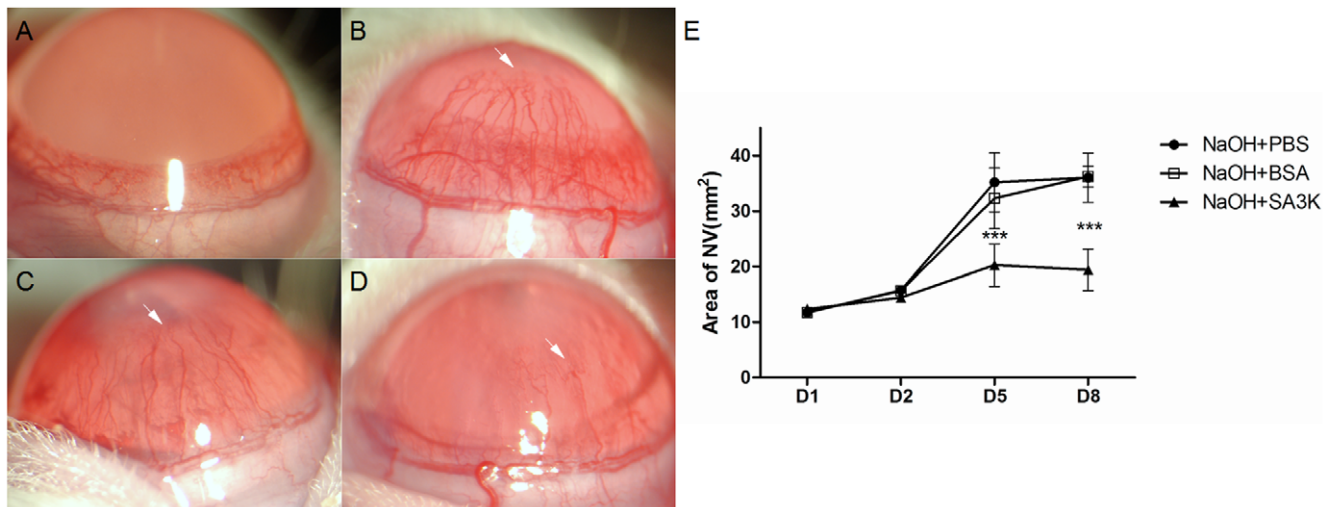 A
B
C
D
E
Area of NV(mm²)
40
30
20
10
0
D1
D2
D5
D8
***
***
NaOH+PBS
NaOH+BSA
NaOH+SA3K